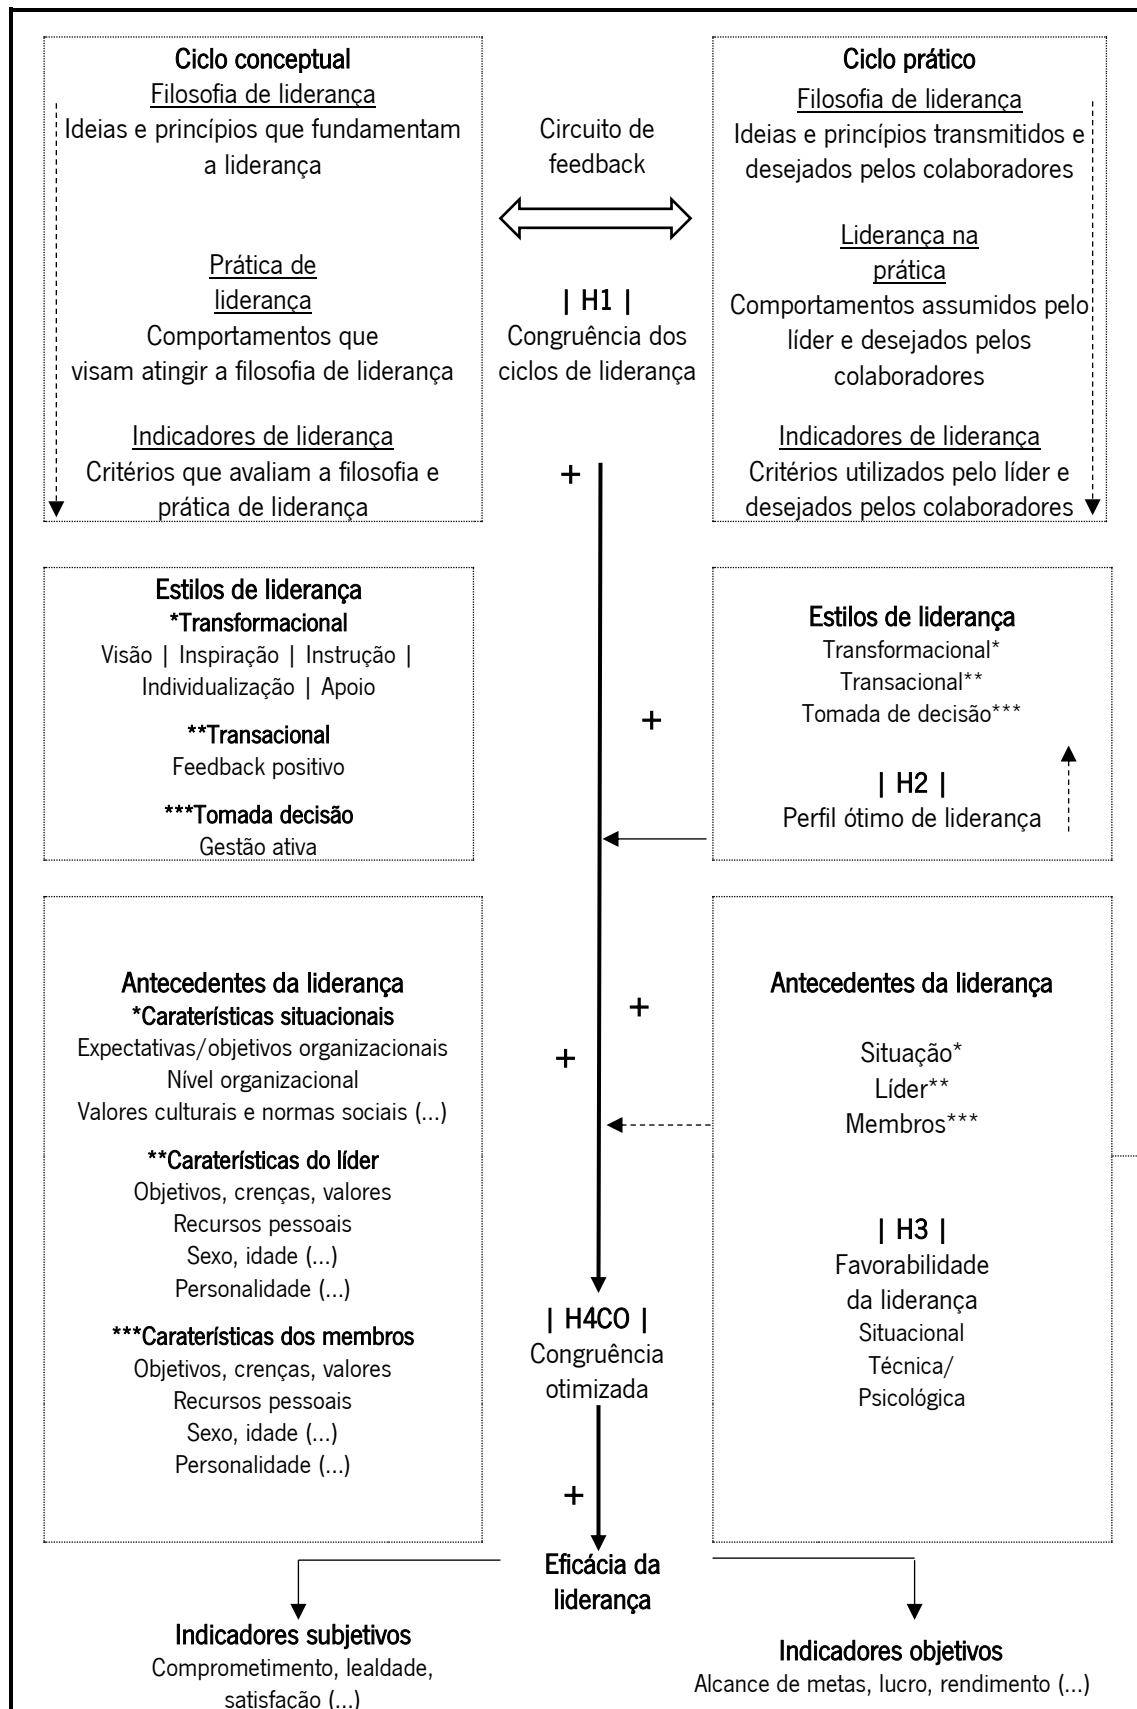 Ciclo conceptual
Filosofia de liderança
Ideias e princípios que fundamentam
a liderança
Prática de
liderança
Comportamentos que
visam atingir a filosofia de liderança
Indicadores de liderança
Critérios que avaliam a filosofia e
prática de liderança
Circuito de
feedback
| H1 |
Congruência dos
ciclos de liderança
Ciclo prático
Filosofia de liderança
Ideias e princípios transmitidos e
desejados pelos colaboradores
Liderança na
prática
Comportamentos assumidos pelo
líder e desejados pelos
colaboradores
Indicadores de liderança
Critérios utilizados pelo líder e
desejados pelos colaboradores
+
Estilos de liderança
*Transformacional
Visão | Inspiração | Instrução |
Individualização | Apoio
**Transacional
Feedback positivo
***Tomada decisão
Gestão ativa
+
Estilos de liderança
Transformacional*
Transacional**
Tomada de decisão***
| H2 |
Perfil ótimo de liderança
Antecedentes da liderança
*Caraterísticas situacionais
Expectativas/objetivos organizacionais
Nível organizacional
Valores culturais e normas sociais (...)
**Caraterísticas do líder
Objetivos, crenças, valores
Recursos pessoais
Sexo, idade (...)
Personalidade (...)
***Caraterísticas dos membros
Objetivos, crenças, valores
Recursos pessoais
Sexo, idade (...)
Personalidade (...)
+
+
Antecedentes da liderança
Situação*
Líder**
Membros***
| H3 |
Favorabilidade
da liderança
Situacional
Técnica/
Psicológica
| H4CO |
Congruência
otimizada
+
Eficácia da
liderança
Indicadores subjetivos
Comprometimento, lealdade,
satisfação (...)
Indicadores objetivos
Alcance de metas, lucro, rendimento (...)